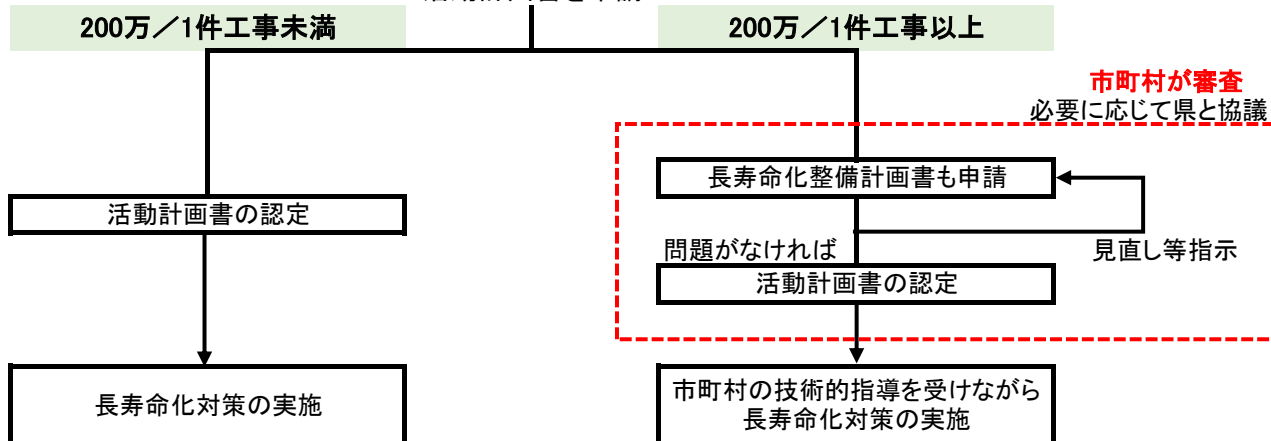 200万／1件工事未満
200万／1件工事以上
市町村が審査
必要に応じて県と協議
長寿命化整備計画書も申請
活動計画書の認定
問題がなければ
見直し等指示
活動計画書の認定
長寿命化対策の実施
市町村の技術的指導を受けながら
長寿命化対策の実施